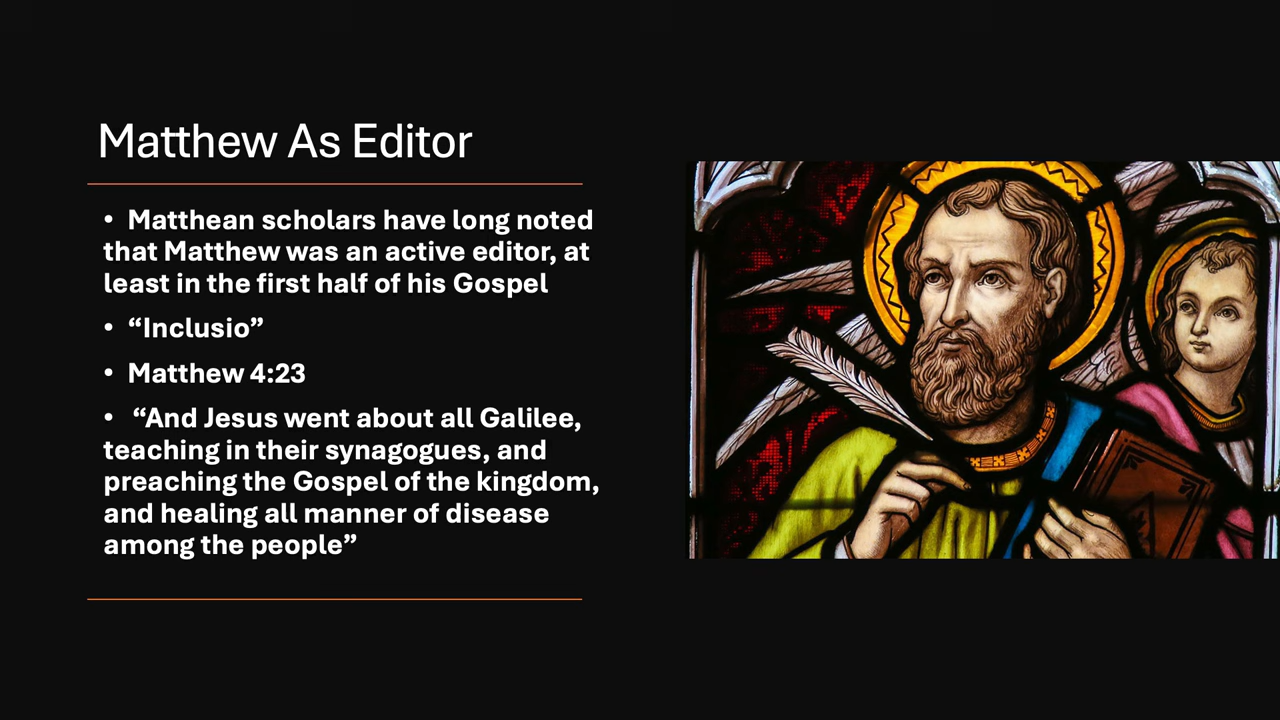 Matthew As Editor
• Matthean scholars have long noted
that Matthew was an active editor, at
least in the first half of his Gospel
• “Inclusio”
• Matthew 4:23
• “And Jesus went about all Galilee,
teaching in their synagogues, and
preaching the Gospel of the kingdom,
and healing all manner of disease
among the people”